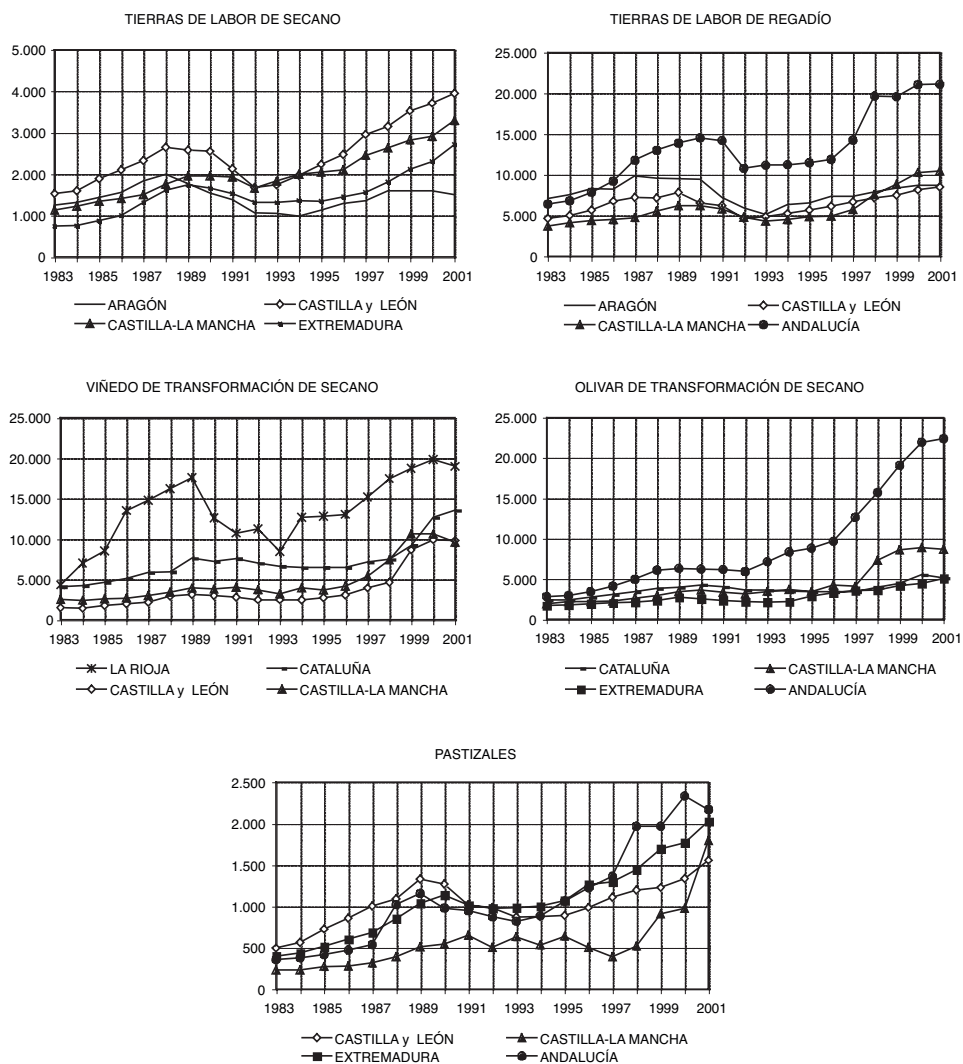 TIERRAS DE LABOR DE SECANO
5.000
4.000
3.000
2.000
1.000
0
1983 1985 1987 1989 1991 1993 1995 1997 1999 2001
ARAGÓN CASTILLA y LEÓN
CASTILLA-LA MANCHA EXTREMADURA
TIERRAS DE LABOR DE REGADÍO
25.000
20.000
15.000
10.000
5.000
0
1983 1985 1987 1989 1991 1993 1995 1997 1999 2001
ARAGÓN CASTILLA y LEÓN
CASTILLA-LA MANCHA ANDALUCÍA
VIÑEDO DE TRANSFORMACIÓN DE SECANO
25.000
20.000
15.000
10.000
5.000
0
1983 1985 1987 1989 1991 1993 1995 1997 1999 2001
LA RIOJA CATALUÑA
CASTILLA y LEÓN CASTILLA-LA MANCHA
OLIVAR DE TRANSFORMACIÓN DE SECANO
25.000
20.000
15.000
10.000
5.000
0
1983 1985 1987 1989 1991 1993 1995 1997 1999 2001
CATALUÑA CASTILLA-LA MANCHA
EXTREMADURA ANDALUCÍA
PASTIZALES
2.500
2.000
1.500
1.000
500
0
1983 1985 1987 1989 1991 1993 1995 1997 1999 2001
CASTILLA y LEÓN CASTILLA-LA MANCHA
EXTREMADURA ANDALUCÍA